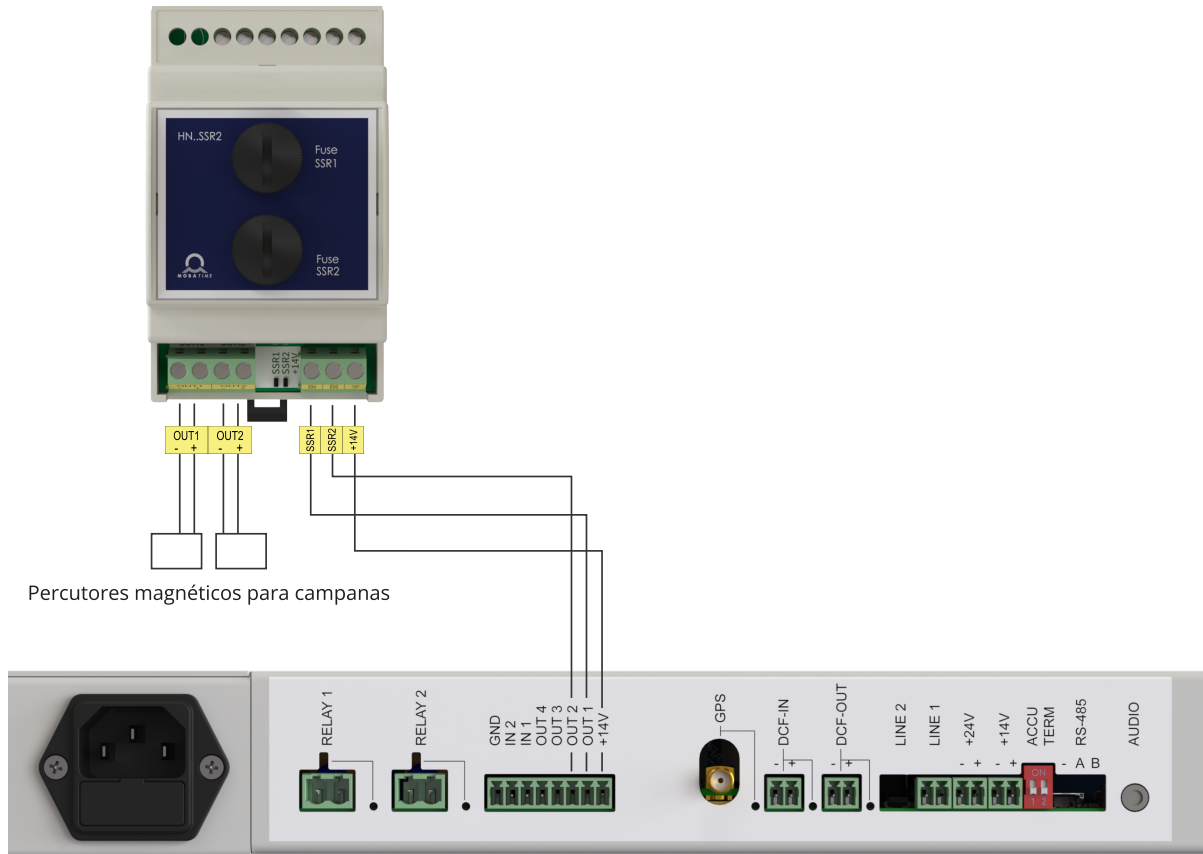 HN..SSR2
Fuse
SSR1
Fuse
SSR2
MOBATIME
SSR1
SSR2
+14V
OUT1
- +
OUT2
- +
SSR1
SSR2
+14V
Percutores magnéticos para campanas
RELAY 1
RELAY 2
GND
IN 2
IN 1
OUT 4
OUT 3
OUT 2
OUT 1
+14V
GPS
DCF-IN
- +
DCF-OUT
- +
LINE 2
LINE 1
+24V
- +
+14V
- +
ACCU
TERM
ON
1 2
RS-485
- A B
AUDIO